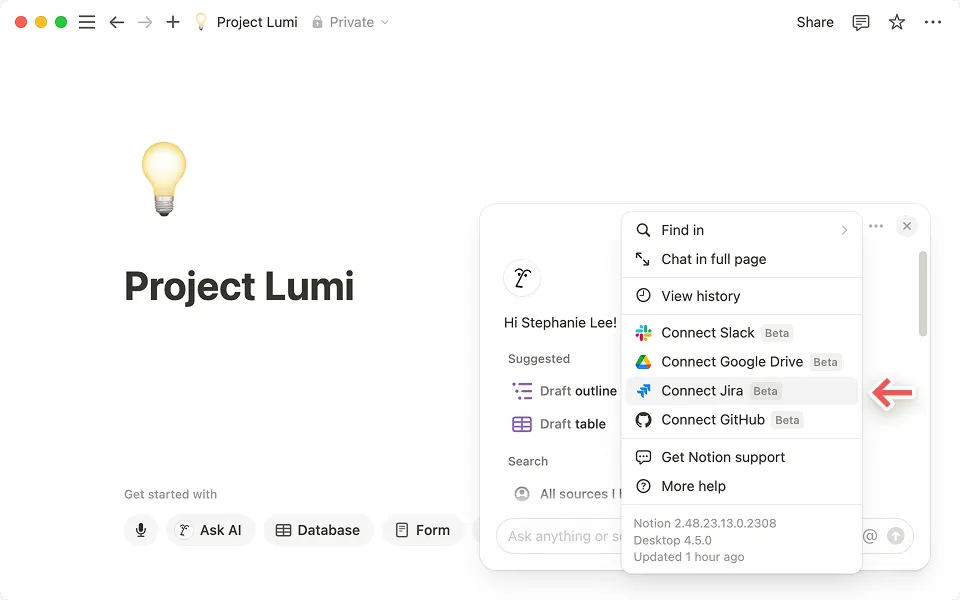 Project Lumi Private
Share
Project Lumi
Get started with
Ask AI
Database
Form
Hi Stephanie Lee!
Suggested
Draft outline
Draft table
Search
All sources I
Ask anything or
@
Find in
Chat in full page
View history
Connect Slack Beta
Connect Google Drive Beta
Connect Jira Beta
Connect GitHub Beta
Get Notion support
More help
Notion 2.48.23.13.0.2308
Desktop 4.5.0
Updated 1 hour ago